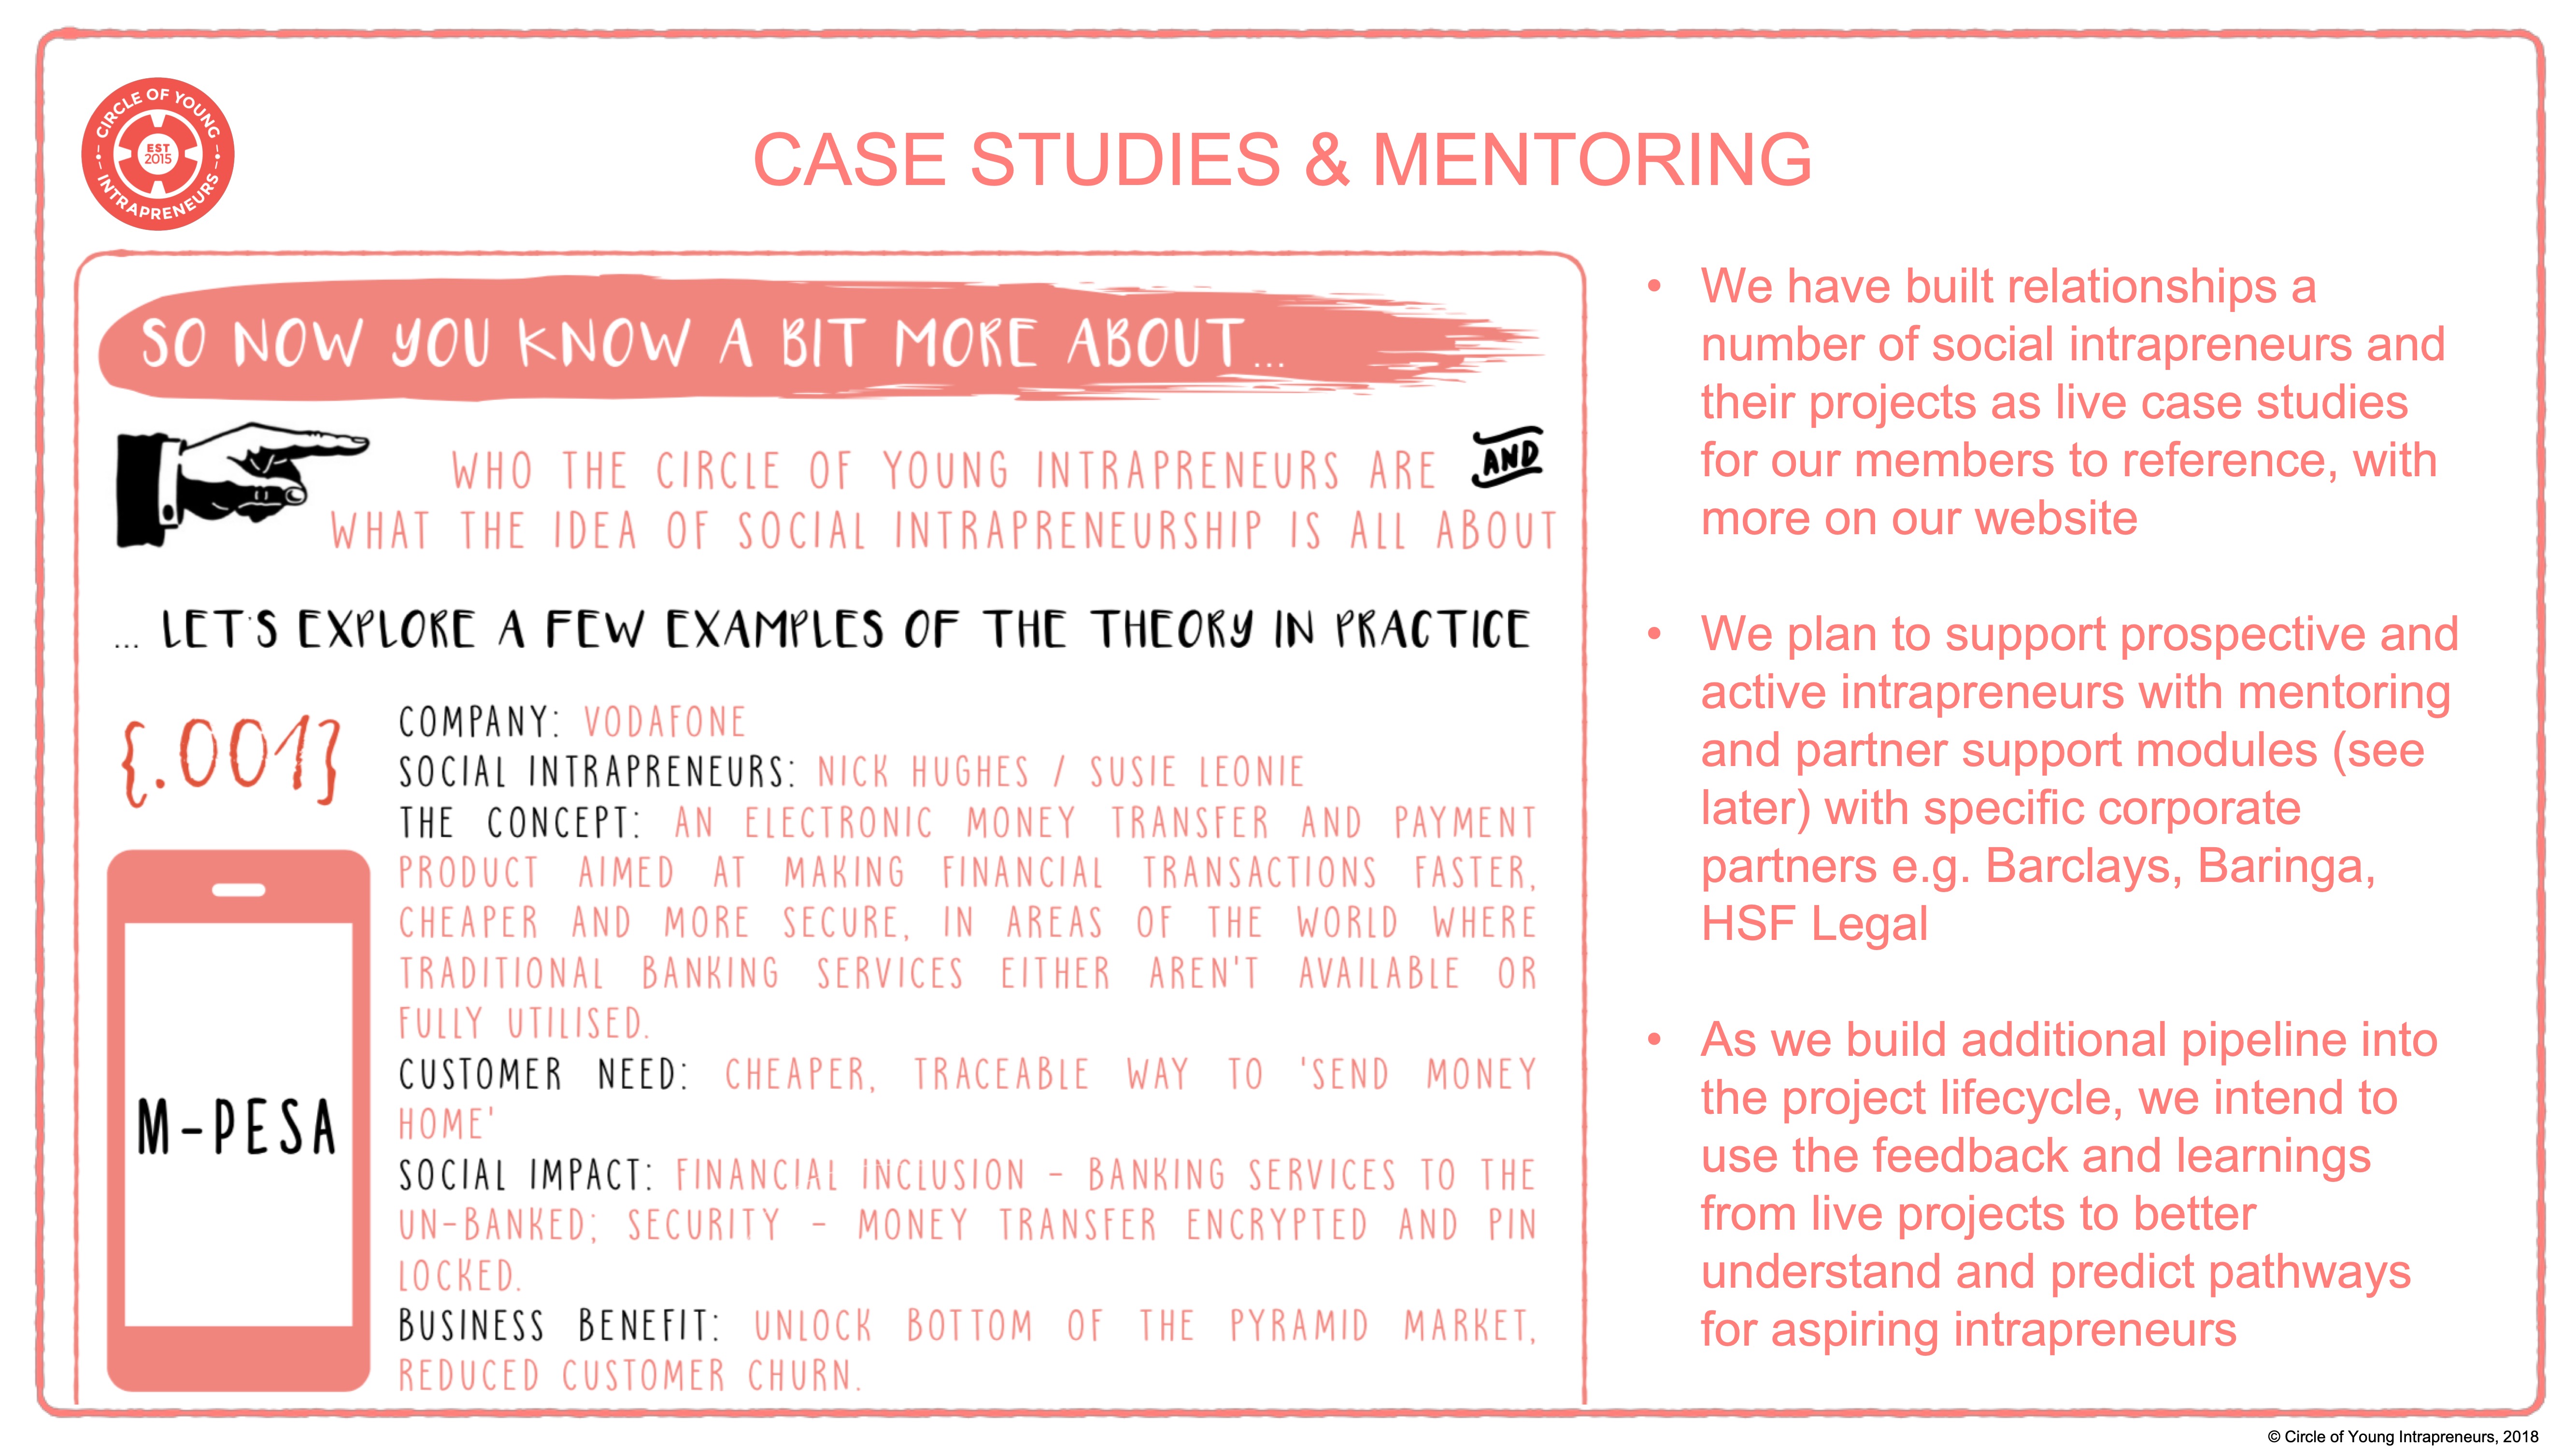 CIRCLE OF YOUNG
EST
2015
INTRAPRENEURS
CASE STUDIES & MENTORING
SO NOW YOU KNOW A BIT MORE ABOUT...
WHO THE CIRCLE OF YOUNG INTRAPRENEURS ARE AND
WHAT THE IDEA OF SOCIAL INTRAPRENEURSHIP IS ALL ABOUT
... LET'S EXPLORE A FEW EXAMPLES OF THE THEORY IN PRACTICE
{.001}
M-PESA
COMPANY: VODAFONE
SOCIAL INTRAPRENEURS: NICK HUGHES / SUSIE LEONIE
THE CONCEPT: AN ELECTRONIC MONEY TRANSFER AND PAYMENT
PRODUCT AIMED AT MAKING FINANCIAL TRANSACTIONS FASTER,
CHEAPER AND MORE SECURE, IN AREAS OF THE WORLD WHERE
TRADITIONAL BANKING SERVICES EITHER AREN'T AVAILABLE OR
FULLY UTILISED.
CUSTOMER NEED: CHEAPER, TRACEABLE WAY TO 'SEND MONEY
HOME'
SOCIAL IMPACT: FINANCIAL INCLUSION - BANKING SERVICES TO THE
UN-BANKED; SECURITY - MONEY TRANSFER ENCRYPTED AND PIN
LOCKED.
BUSINESS BENEFIT: UNLOCK BOTTOM OF THE PYRAMID MARKET,
REDUCED CUSTOMER CHURN.
• We have built relationships a
number of social intrapreneurs and
their projects as live case studies
for our members to reference, with
more on our website
• We plan to support prospective and
active intrapreneurs with mentoring
and partner support modules (see
later) with specific corporate
partners e.g. Barclays, Baringa,
HSF Legal
• As we build additional pipeline into
the project lifecycle, we intend to
use the feedback and learnings
from live projects to better
understand and predict pathways
for aspiring intrapreneurs
© Circle of Young Intrapreneurs, 2018